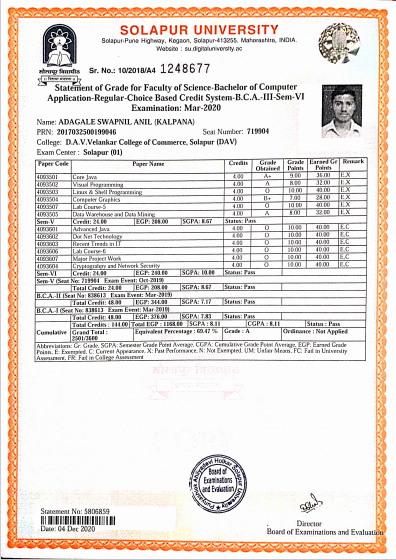 SOLAPUR UNIVERSITY
Solapur-Pune Highway, Kegaon, Solapur-413255, Maharashtra, INDIA.
Website : su.digitaluniversity.ac
सोलापूर विद्यापीठ
Sr. No.: 10/2018/A4 1248677
Statement of Grade for Faculty of Science-Bachelor of Computer
Application-Regular-Choice Based Credit System-B.C.A.-III-Sem-VI
Examination: Mar-2020
Name: ADAGALE SWAPNIL ANIL (KALPANA)
PRN: 2017032500199046 Seat Number: 719904
College: D.A.V.Velankar College of Commerce, Solapur (DAV)
Exam Center : Solapur (01)
Paper Code Paper Name Credits Grade Obtained Grade Points Earned Gr Points Remark
4093501 Core Java 4.00 A+ 9.00 36.00 E,X
4093502 Visual Programming 4.00 A 8.00 32.00 E,X
4093503 Linux & Shell Programming 4.00 O 10.00 40.00 E,X
4093504 Computer Graphics 4.00 B+ 7.00 28.00 E,X
4093507 Lab Course-5 4.00 O 10.00 40.00 E,X
4093505 Data Warehouse and Data Mining 4.00 A 8.00 32.00 E,X
Sem-V Credit: 24.00 EGP: 208.00 SGPA: 8.67 Status: Pass
4093601 Advanced Java 4.00 O 10.00 40.00 E,C
4093602 Dot Net Technology 4.00 O 10.00 40.00 E,C
4093603 Recent Trends in IT 4.00 O 10.00 40.00 E,C
4093606 Lab Course-6 4.00 O 10.00 40.00 E,C
4093607 Major Project Work 4.00 O 10.00 40.00 E,C
4093604 Cryptography and Network Security 4.00 O 10.00 40.00 E,C
Sem-VI Credit: 24.00 EGP: 240.00 SGPA: 10.00 Status: Pass
Sem-V (Seat No: 719904 Exam Event: Oct-2019)
Total Credit: 24.00 EGP: 208.00 SGPA: 8.67 Status: Pass
B.C.A.-II (Seat No: 838613 Exam Event: Mar-2019)
Total Credit: 48.00 EGP: 344.00 SGPA: 7.17 Status: Pass
B.C.A.-I (Seat No: 838613 Exam Event: Mar-2019)
Total Credit: 48.00 EGP: 376.00 SGPA: 7.83 Status: Pass
Total Credits : 144.00 Total EGP : 1168.00 SGPA : 8.11 CGPA : 8.11 Status : Pass
Cumulative Grand Total : 2501/3600 Equivalent Percentage : 69.47 % Grade : A Ordinance : Not Applied
Abbreviations: Gr: Grade, SGPA: Semester Grade Point Average, CGPA: Cumulative Grade Point Average, EGP: Earned Grade
Points, E: Exempted, C: Current Appearance, X: Past Performance, N: Not Exempted, UM: Unfair Means, FC: Fail in University
Assessment, FR: Fail in College Assessment
Board of
Examinations
and Evaluation
Statement No: 5806859
Date: 04 Dec 2020
Director
Board of Examinations and Evaluation